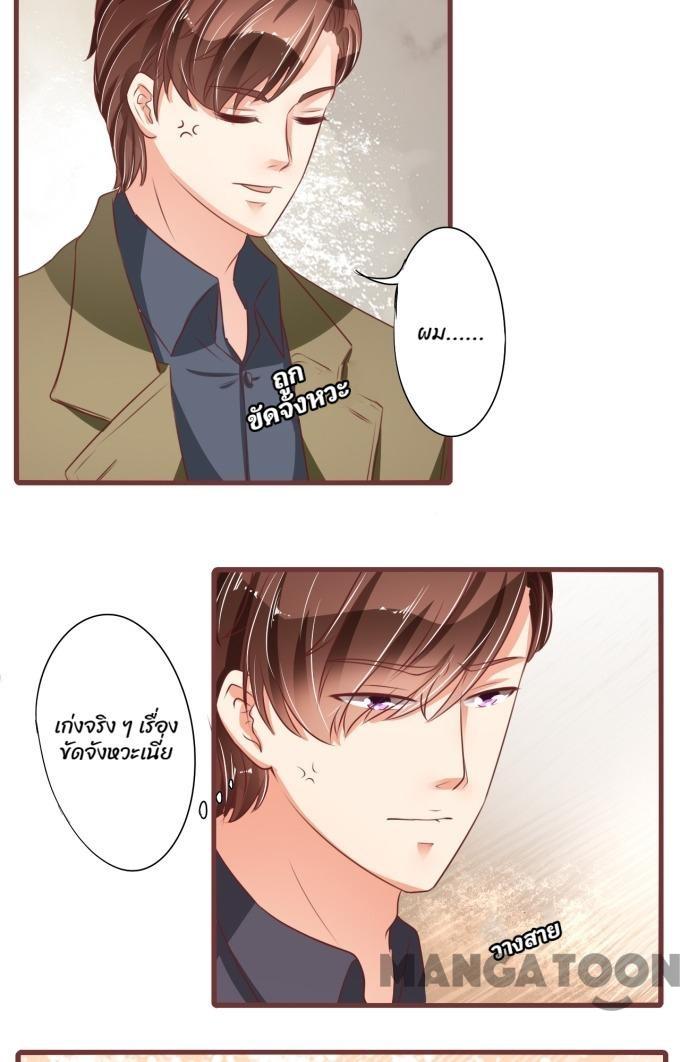 ผม......
ถูก
ขัดจังหวะ
เก่งจริง ๆ เรื่อง
ขัดจังหวะเนี่ย
วางสาย
MANGATOON